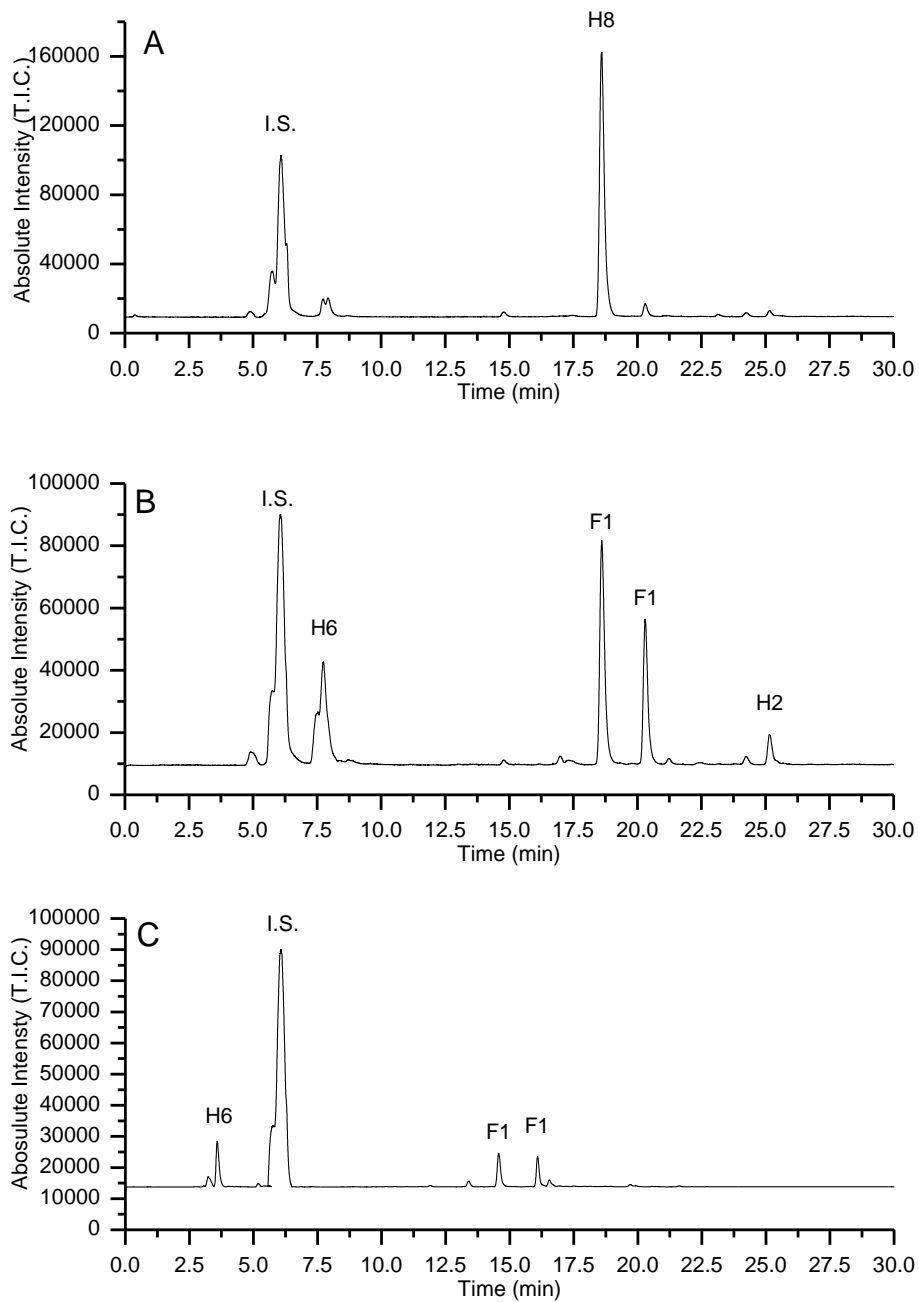 A
H8
I.S.
Absolute Intensity (T.I.C.)
160000
120000
80000
40000
0
0.0 2.5 5.0 7.5 10.0 12.5 15.0 17.5 20.0 22.5 25.0 27.5 30.0
Time (min)
B
I.S.
H6
F1
F1
H2
Absolute Intensity (T.I.C.)
100000
80000
60000
40000
20000
0
0.0 2.5 5.0 7.5 10.0 12.5 15.0 17.5 20.0 22.5 25.0 27.5 30.0
Time (min)
C
I.S.
H6
F1
F1
Abosulute Intensty (T.I.C.)
100000
90000
80000
70000
60000
50000
40000
30000
20000
10000
0
0.0 2.5 5.0 7.5 10.0 12.5 15.0 17.5 20.0 22.5 25.0 27.5 30.0
Time (min)